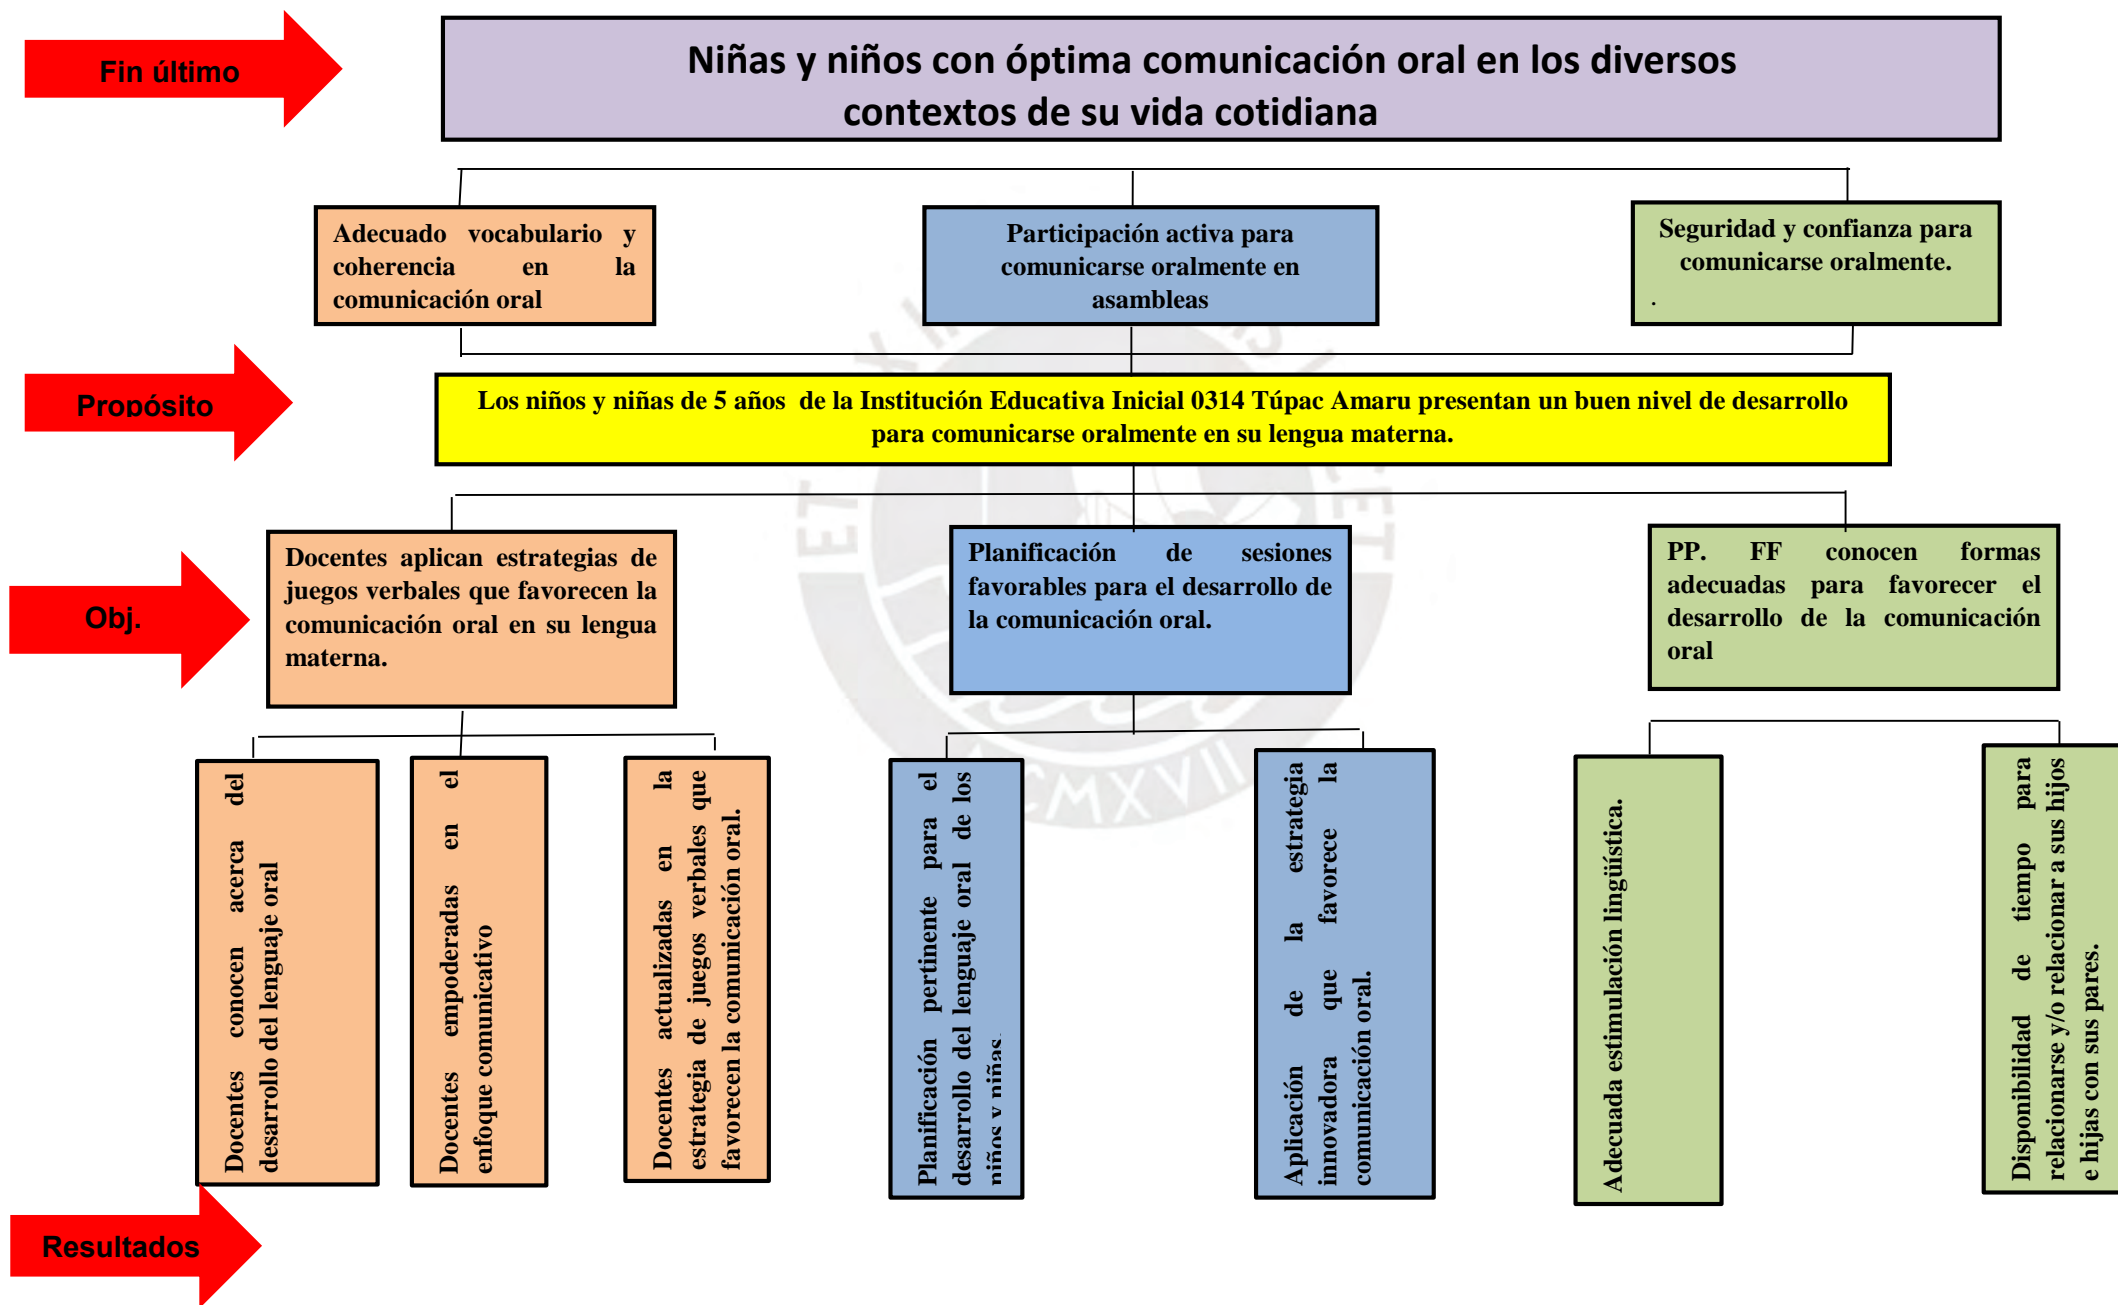 Fin último
Niñas y niños con óptima comunicación oral en los diversos
contextos de su vida cotidiana
Adecuado vocabulario y
coherencia en la
comunicación oral
Participación activa para
comunicarse oralmente en
asambleas
Seguridad y confianza para
comunicarse oralmente.
.
Propósito
Los niños y niñas de 5 años de la Institución Educativa Inicial 0314 Túpac Amaru presentan un buen nivel de desarrollo
para comunicarse oralmente en su lengua materna.
Obj.
Docentes aplican estrategias de
juegos verbales que favorecen la
comunicación oral en su lengua
materna.
Planificación de sesiones
favorables para el desarrollo de
la comunicación oral.
PP. FF conocen formas
adecuadas para favorecer el
desarrollo de la comunicación
oral
Docentes conocen acerca del
desarrollo del lenguaje oral
Docentes empoderadas en el
enfoque comunicativo
Docentes actualizadas en la
estrategia de juegos verbales que
favorecen la comunicación oral.
Planificación pertinente para el
desarrollo del lenguaje oral de los
niños y niñas.
Aplicación de la estrategia
innovadora que favorece la
comunicación oral.
Adecuada estimulación lingüística.
Disponibilidad de tiempo para
relacionarse y/o relacionar a sus hijos
e hijas con sus pares.
Resultados
ET
CMXVII